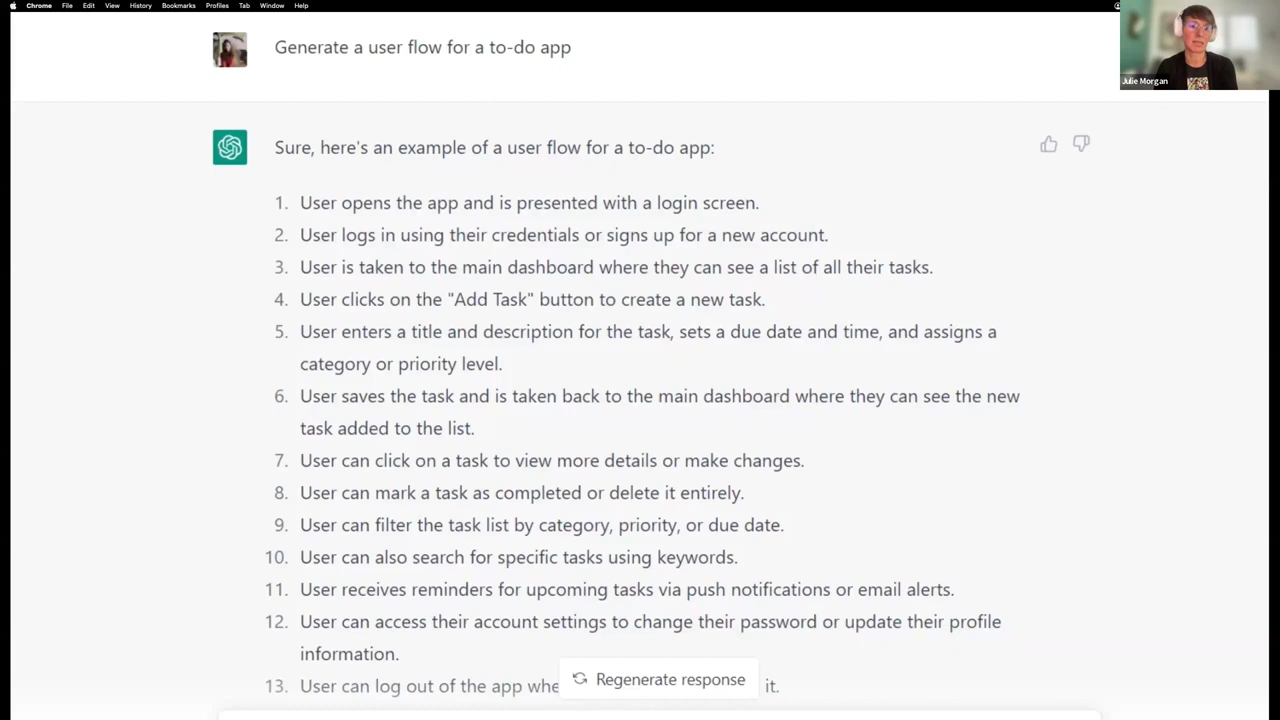 Chrome File Edit View History Bookmarks Profiles Tab Window Help
Generate a user flow for a to-do app
Julie Morgan
Sure, here's an example of a user flow for a to-do app:
1. User opens the app and is presented with a login screen.
2. User logs in using their credentials or signs up for a new account.
3. User is taken to the main dashboard where they can see a list of all their tasks.
4. User clicks on the "Add Task" button to create a new task.
5. User enters a title and description for the task, sets a due date and time, and assigns a
category or priority level.
6. User saves the task and is taken back to the main dashboard where they can see the new
task added to the list.
7. User can click on a task to view more details or make changes.
8. User can mark a task as completed or delete it entirely.
9. User can filter the task list by category, priority, or due date.
10. User can also search for specific tasks using keywords.
11. User receives reminders for upcoming tasks via push notifications or email alerts.
12. User can access their account settings to change their password or update their profile
information.
Regenerate response
13. User can log out of the app it.